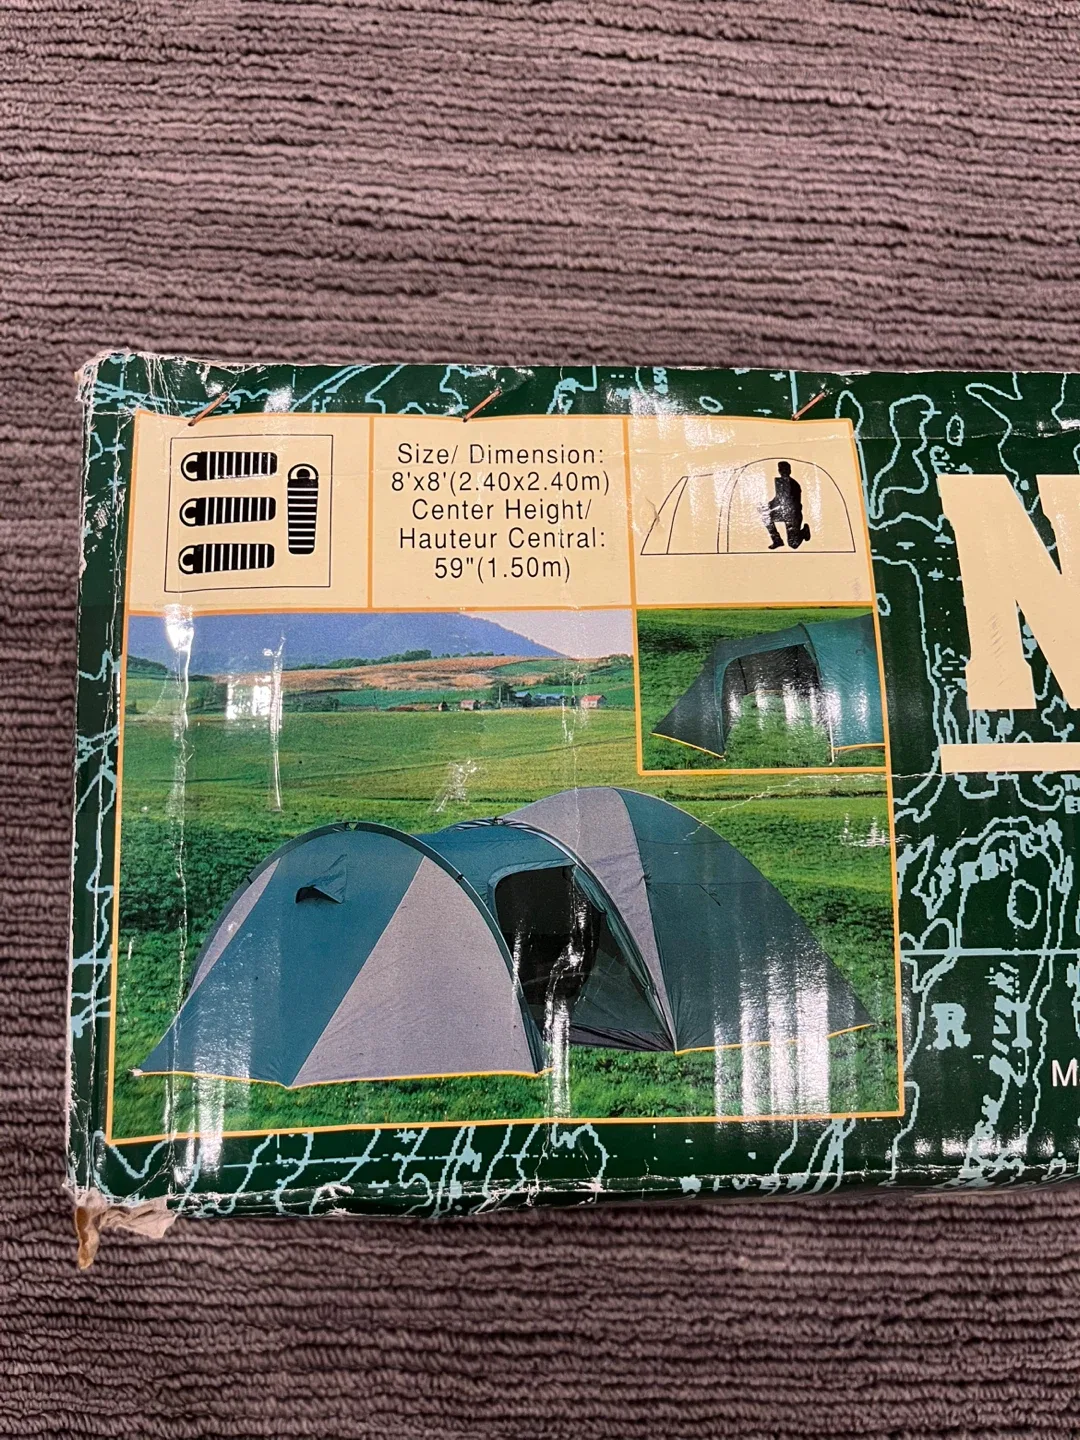 Size/ Dimension:
8'x8'(2.40x2.40m)
Center Height/
Hauteur Central:
59"(1.50m)
N
R I
M